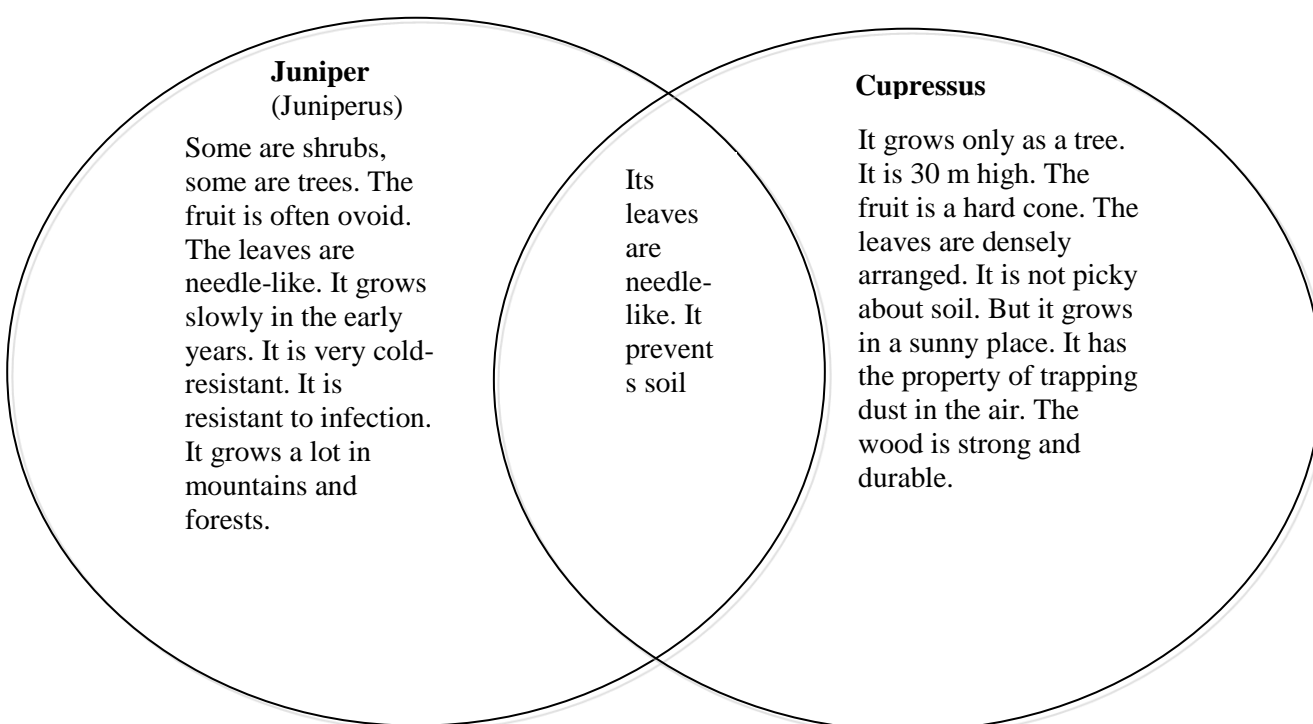 Juniper
(Juniperus)
Some are shrubs,
some are trees. The
fruit is often ovoid.
The leaves are
needle-like. It grows
slowly in the early
years. It is very cold-
resistant. It is
resistant to infection.
It grows a lot in
mountains and
forests.
Its
leaves
are
needle-
like. It
prevent
s soil
Cupressus
It grows only as a tree.
It is 30 m high. The
fruit is a hard cone. The
leaves are densely
arranged. It is not picky
about soil. But it grows
in a sunny place. It has
the property of trapping
dust in the air. The
wood is strong and
durable.